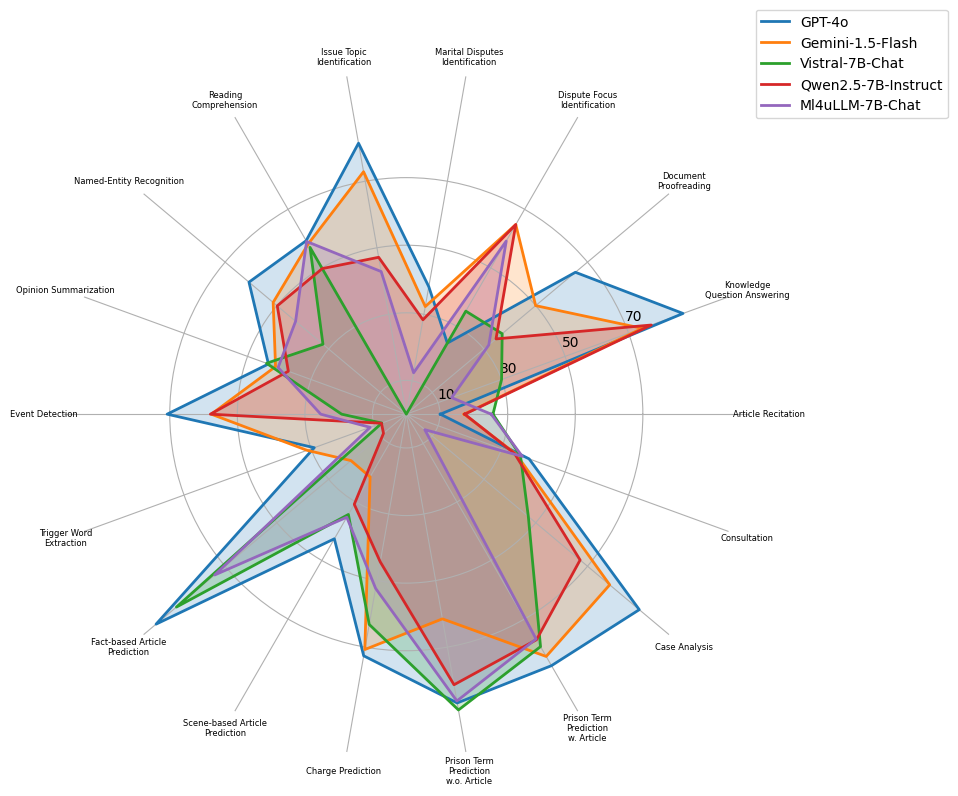 GPT-4o
Gemini-1.5-Flash
Vistral-7B-Chat
Qwen2.5-7B-Instruct
Ml4uLLM-7B-Chat
Issue Topic
Identification
Marital Disputes
Identification
Reading
Comprehension
Dispute Focus
Identification
Named-Entity Recognition
Document
Proofreading
Opinion Summarization
Knowledge
Question Answering
70
50
30
10
Event Detection
Article Recitation
Trigger Word
Extraction
Consultation
Fact-based Article
Prediction
Case Analysis
Scene-based Article
Prediction
Prison Term
Prediction
w. Article
Charge Prediction
Prison Term
Prediction
w.o. Article